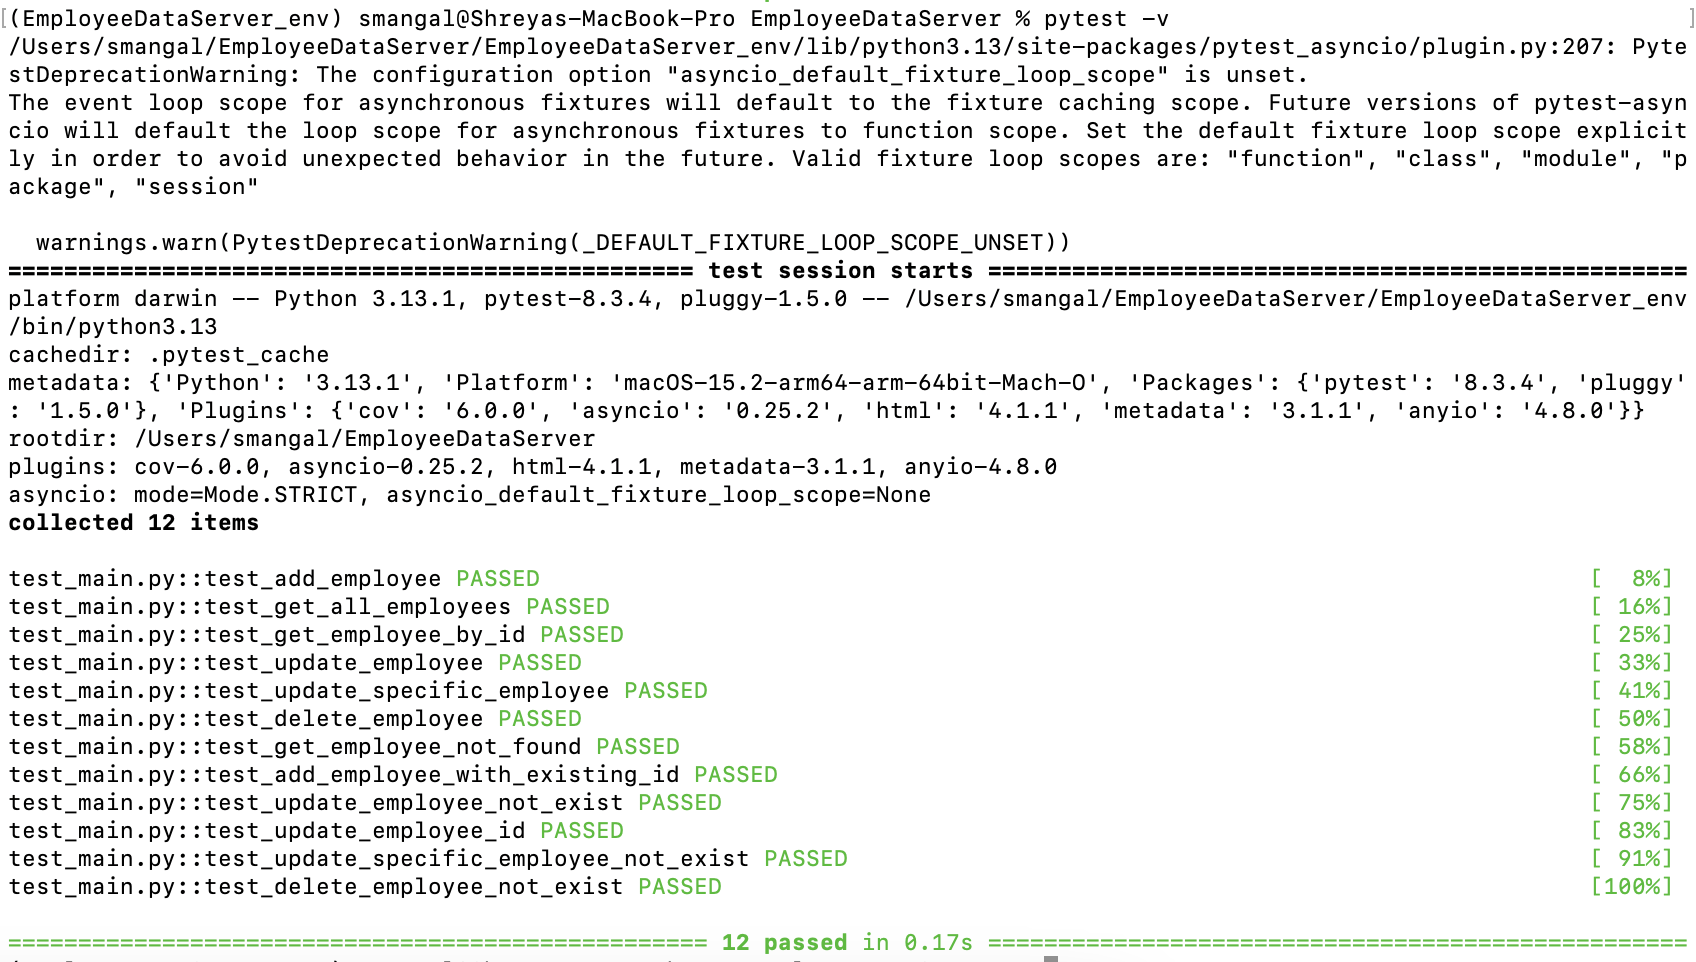 [(EmployeeDataServer_env) smangal@Shreyas-MacBook-Pro EmployeeDataServer % pytest -v ]
/Users/smangal/EmployeeDataServer/EmployeeDataServer_env/lib/python3.13/site-packages/pytest_asyncio/plugin.py:207: Pyte
stDeprecationWarning: The configuration option "asyncio_default_fixture_loop_scope" is unset.
The event loop scope for asynchronous fixtures will default to the fixture caching scope. Future versions of pytest-asyn
cio will default the loop scope for asynchronous fixtures to function scope. Set the default fixture loop scope explicit
ly in order to avoid unexpected behavior in the future. Valid fixture loop scopes are: "function", "class", "module", "p
ackage", "session"
  warnings.warn(PytestDeprecationWarning(_DEFAULT_FIXTURE_LOOP_SCOPE_UNSET))
================================================= test session starts ==================================================
platform darwin -- Python 3.13.1, pytest-8.3.4, pluggy-1.5.0 -- /Users/smangal/EmployeeDataServer/EmployeeDataServer_env
/bin/python3.13
cachedir: .pytest_cache
metadata: {'Python': '3.13.1', 'Platform': 'macOS-15.2-arm64-arm-64bit-Mach-O', 'Packages': {'pytest': '8.3.4', 'pluggy'
: '1.5.0'}, 'Plugins': {'cov': '6.0.0', 'asyncio': '0.25.2', 'html': '4.1.1', 'metadata': '3.1.1', 'anyio': '4.8.0'}}
rootdir: /Users/smangal/EmployeeDataServer
plugins: cov-6.0.0, asyncio-0.25.2, html-4.1.1, metadata-3.1.1, anyio-4.8.0
asyncio: mode=Mode.STRICT, asyncio_default_fixture_loop_scope=None
collected 12 items
test_main.py::test_add_employee PASSED [  8%]
test_main.py::test_get_all_employees PASSED [ 16%]
test_main.py::test_get_employee_by_id PASSED [ 25%]
test_main.py::test_update_employee PASSED [ 33%]
test_main.py::test_update_specific_employee PASSED [ 41%]
test_main.py::test_delete_employee PASSED [ 50%]
test_main.py::test_get_employee_not_found PASSED [ 58%]
test_main.py::test_add_employee_with_existing_id PASSED [ 66%]
test_main.py::test_update_employee_not_exist PASSED [ 75%]
test_main.py::test_update_employee_id PASSED [ 83%]
test_main.py::test_update_specific_employee_not_exist PASSED [ 91%]
test_main.py::test_delete_employee_not_exist PASSED [100%]
================================================== 12 passed in 0.17s ==================================================